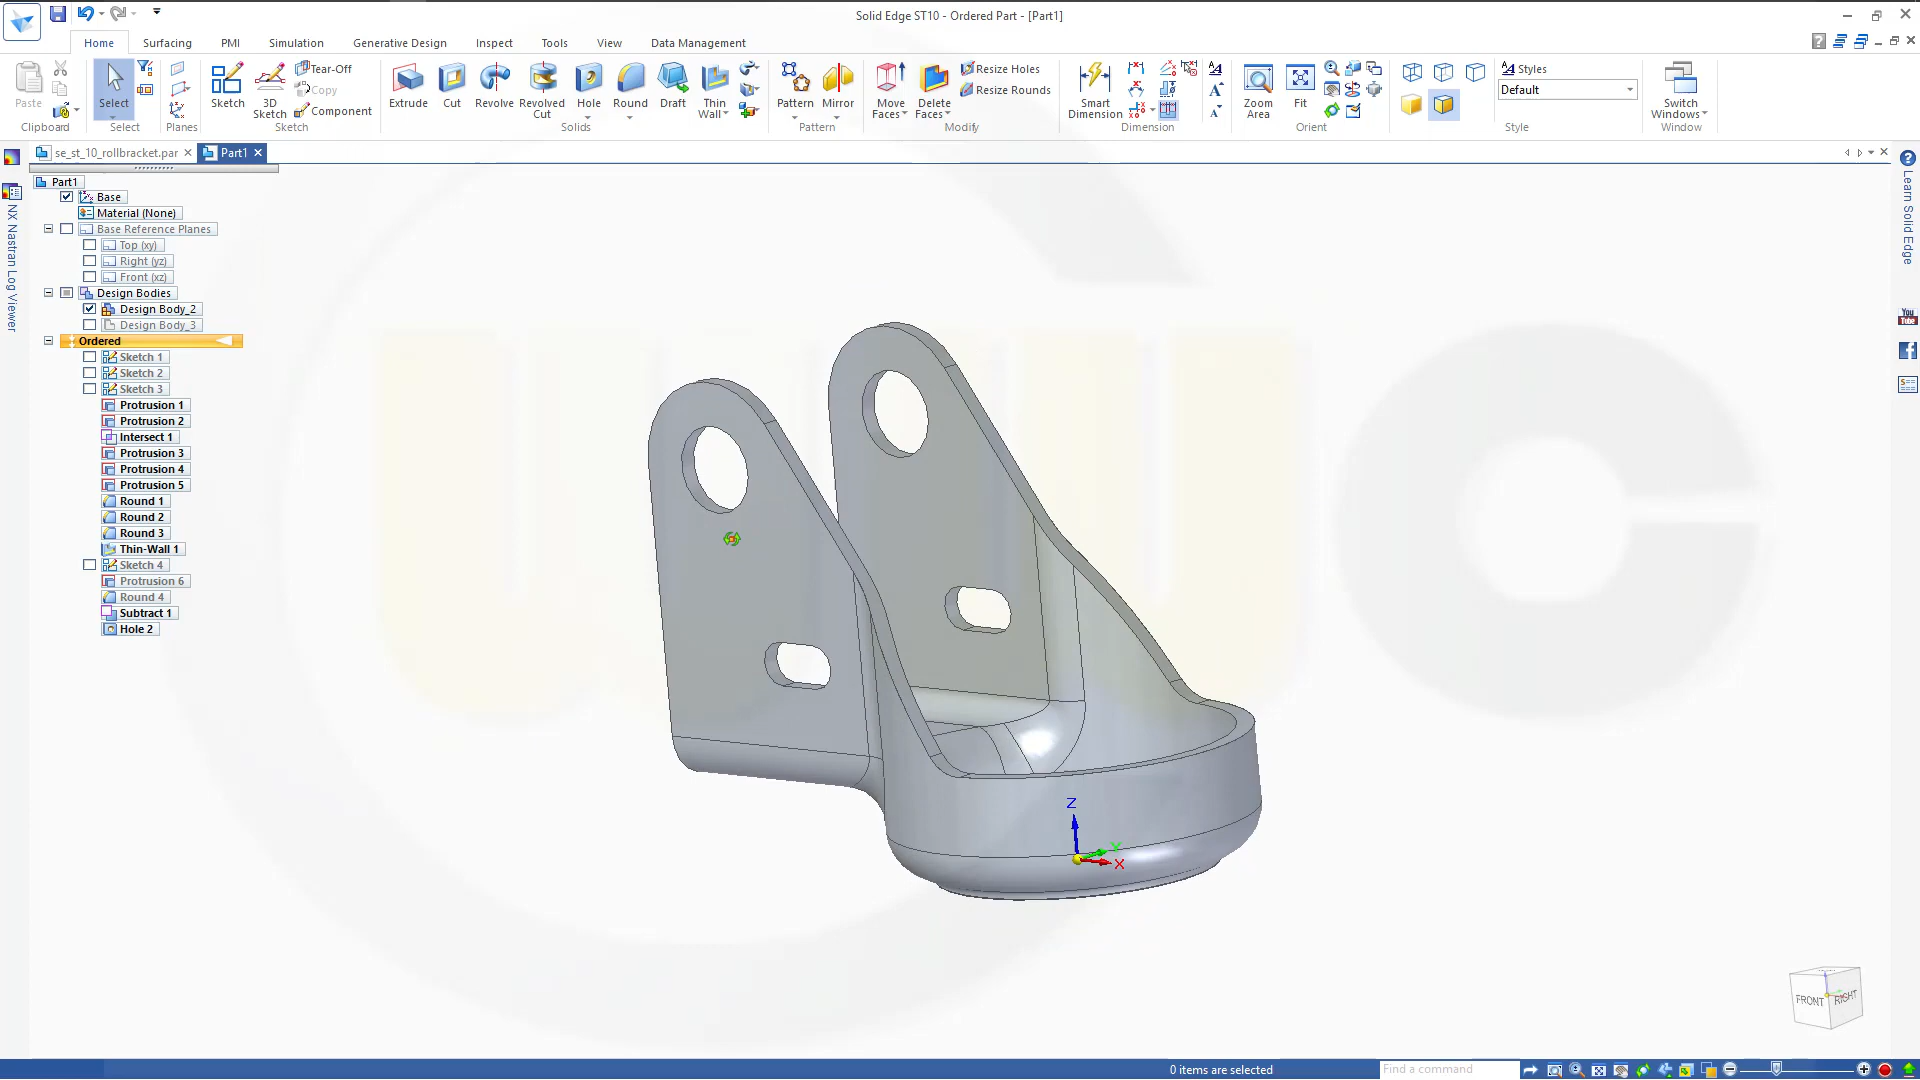 Solid Edge ST10 - Ordered Part - [Part1]
Home Surfacing PMI Simulation Generative Design Inspect Tools View Data Management
Paste
Clipboard
Select
Select
Planes
Sketch
3D Sketch
Tear-Off
Copy
Component
Sketch
Extrude
Cut
Revolve
Revolved Cut
Hole
Round
Draft
Thin Wall
Solids
Pattern
Mirror
Pattern
Move Faces
Delete Faces
Resize Holes
Resize Rounds
Modify
Smart Dimension
Dimension
Zoom Area
Fit
Orient
Styles
Default
Style
Switch Windows
Window
se_st_10_rollbracket.par
Part1
NX Nastran Log Viewer
Part1
Base
Material (None)
Base Reference Planes
Top (xy)
Right (yz)
Front (xz)
Design Bodies
Design Body_2
Design Body_3
Ordered
Sketch 1
Sketch 2
Sketch 3
Protrusion 1
Protrusion 2
Intersect 1
Protrusion 3
Protrusion 4
Protrusion 5
Round 1
Round 2
Round 3
Thin-Wall 1
Sketch 4
Protrusion 6
Round 4
Subtract 1
Hole 2
Learn Solid Edge
You Tube
Z
Y
X
FRONT
RIGHT
0 items are selected
Find a command